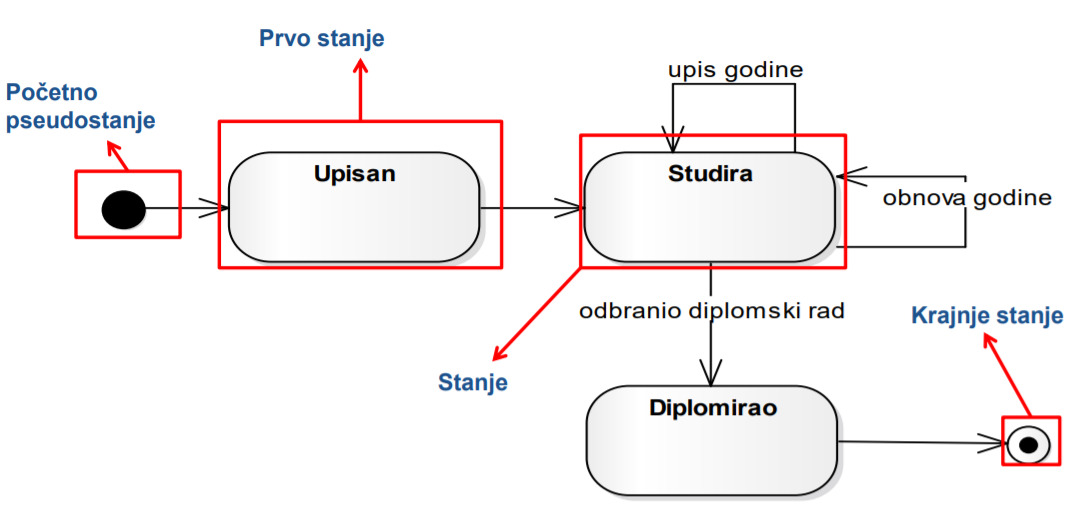 Prvo stanje
upis godine
Početno
pseudostanje
Upisan
Studira
obnova godine
odbranio diplomski rad
Krajnje stanje
Stanje
Diplomirao